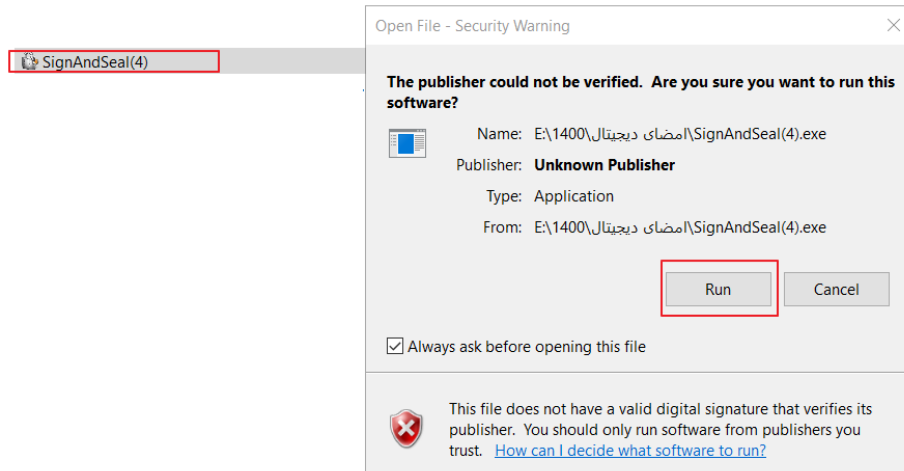 SignAndSeal(4)
Open File - Security Warning
The publisher could not be verified. Are you sure you want to run this
software?
Name: E:\1400\امضای دیجیتال\SignAndSeal(4).exe
Publisher: Unknown Publisher
Type: Application
From: E:\1400\امضای دیجیتال\SignAndSeal(4).exe
Run Cancel
Always ask before opening this file
This file does not have a valid digital signature that verifies its
publisher. You should only run software from publishers you
trust. How can I decide what software to run?